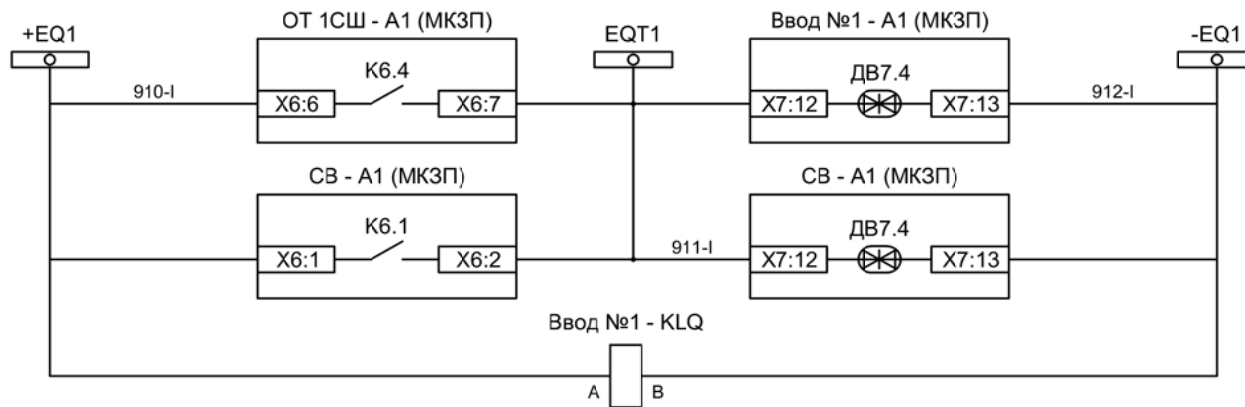 +EQ1
ОТ 1СШ - А1 (МКЗП)
EQT1
Ввод №1 - А1 (МКЗП)
-EQ1
910-I
X6:6
K6.4
X6:7
X7:12
ДВ7.4
X7:13
912-I
СВ - А1 (МКЗП)
СВ - А1 (МКЗП)
X6:1
K6.1
X6:2
911-I
X7:12
ДВ7.4
X7:13
Ввод №1 - KLQ
A
B